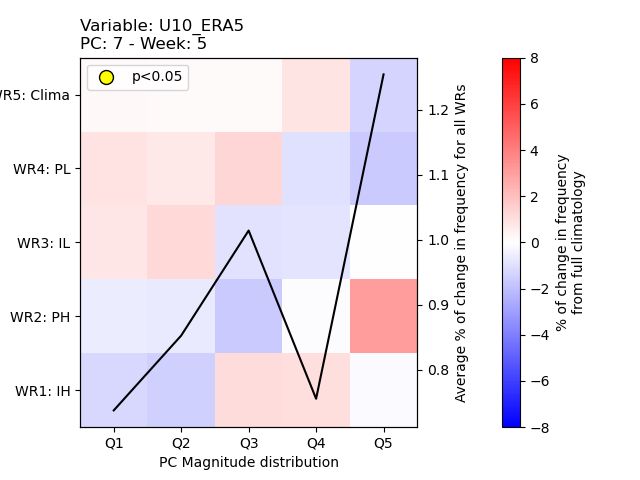 Variable: U10_ERA5
PC: 7 - Week: 5
p<0.05
WR5: Clima
WR4: PL
WR3: IL
WR2: PH
WR1: IH
Q1 Q2 Q3 Q4 Q5
PC Magnitude distribution
1.2
1.1
1.0
0.9
0.8
Average % of change in frequency for all WRs
8
6
4
2
0
−2
−4
−6
−8
% of change in frequency
from full climatology